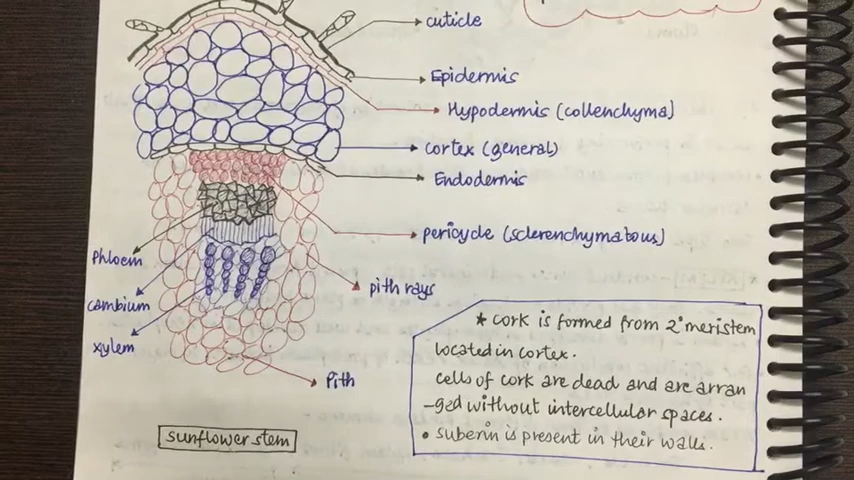 cuticle
Epidermis
Hypodermis (collenchyma)
cortex (general)
Endodermis
pericycle (sclerenchymatous)
Phloem
pith rays
cambium
xylem
Pith
sunflower stem
★ cork is formed from 2° meristem
located in cortex.
cells of cork are dead and are arran
-ged without intercellular spaces.
• suberin is present in their walls.